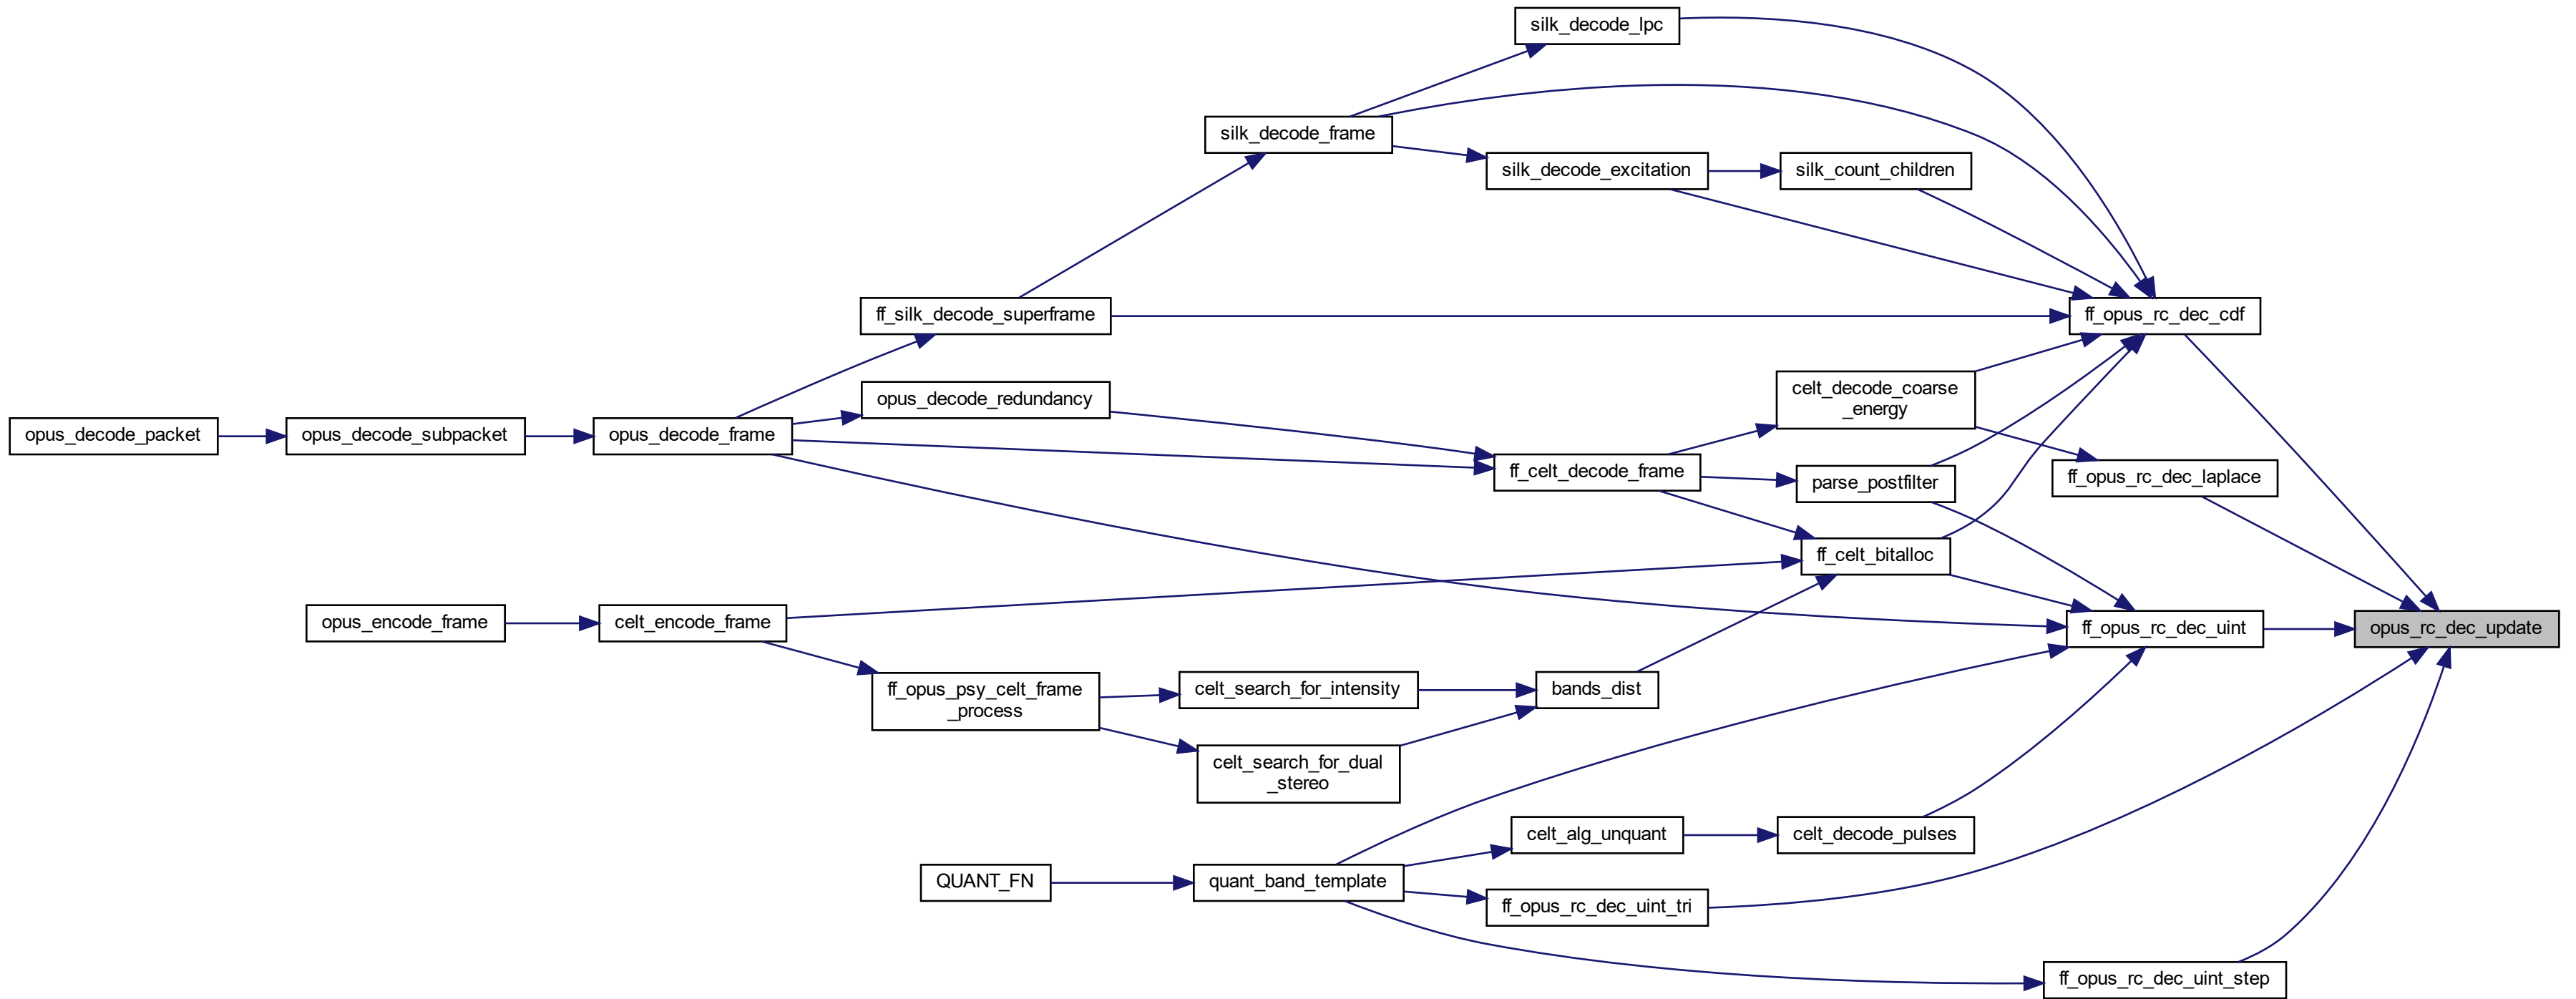 silk_decode_lpc
silk_decode_frame
silk_decode_excitation
silk_count_children
ff_silk_decode_superframe
ff_opus_rc_dec_cdf
opus_decode_redundancy
celt_decode_coarse
_energy
opus_decode_packet
opus_decode_subpacket
opus_decode_frame
ff_celt_decode_frame
parse_postfilter
ff_opus_rc_dec_laplace
ff_celt_bitalloc
opus_encode_frame
celt_encode_frame
ff_opus_rc_dec_uint
opus_rc_dec_update
ff_opus_psy_celt_frame
_process
celt_search_for_intensity
bands_dist
celt_search_for_dual
_stereo
celt_alg_unquant
celt_decode_pulses
QUANT_FN
quant_band_template
ff_opus_rc_dec_uint_tri
ff_opus_rc_dec_uint_step